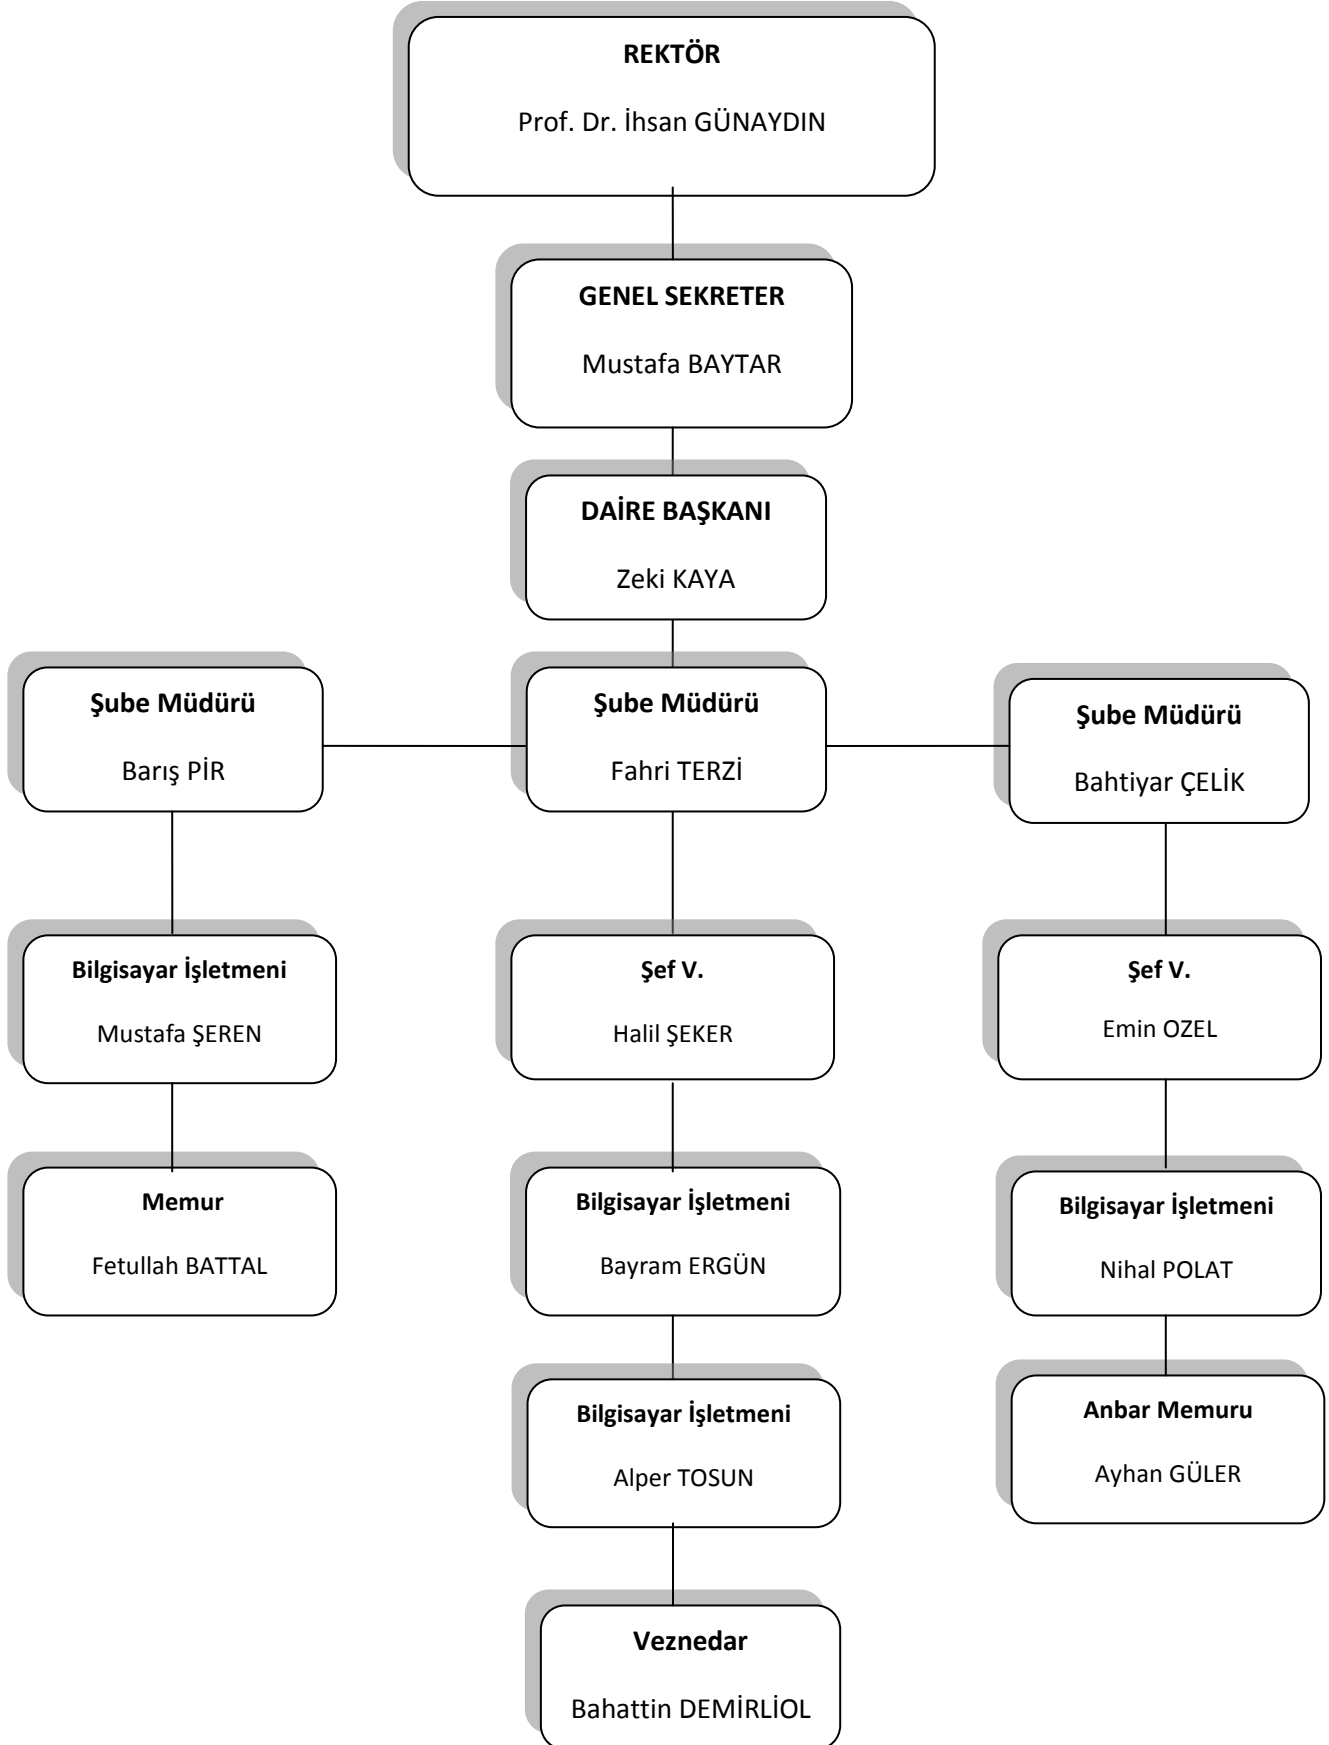 REKTÖR
Prof. Dr. İhsan GÜNAYDIN
GENEL SEKRETER
Mustafa BAYTAR
DAİRE BAŞKANI
Zeki KAYA
Şube Müdürü
Barış PİR
Şube Müdürü
Fahri TERZİ
Şube Müdürü
Bahtiyar ÇELİK
Bilgisayar İşletmeni
Mustafa ŞEREN
Şef V.
Halil ŞEKER
Şef V.
Emin OZEL
Memur
Fetullah BATTAL
Bilgisayar İşletmeni
Bayram ERGÜN
Bilgisayar İşletmeni
Nihal POLAT
Bilgisayar İşletmeni
Alper TOSUN
Anbar Memuru
Ayhan GÜLER
Veznedar
Bahattin DEMİRLİOL